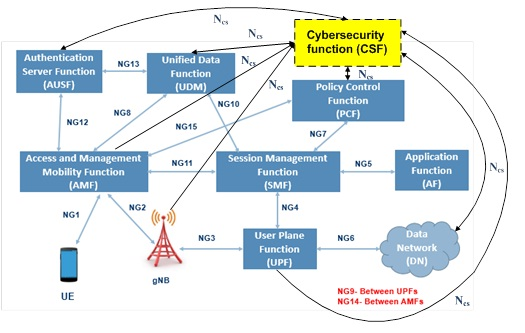 Ncs
Cybersecurity
function (CSF)
Authentication
Server Function
(AUSF)
NG13
Unified Data
Function
(UDM)
Ncs
Ncs
Ncs
Ncs
Policy Control
Function
(PCF)
NG12
NG8
NG10
NG15
NG7
Access and Management
Mobility Function
(AMF)
NG11
Session Management
Function
(SMF)
NG5
Application
Function
(AF)
Ncs
NG1
NG2
NG4
gNB
NG3
User Plane
Function
(UPF)
NG6
Data
Network
(DN)
UE
NG9- Between UPFs
NG14- Between AMFs
Ncs